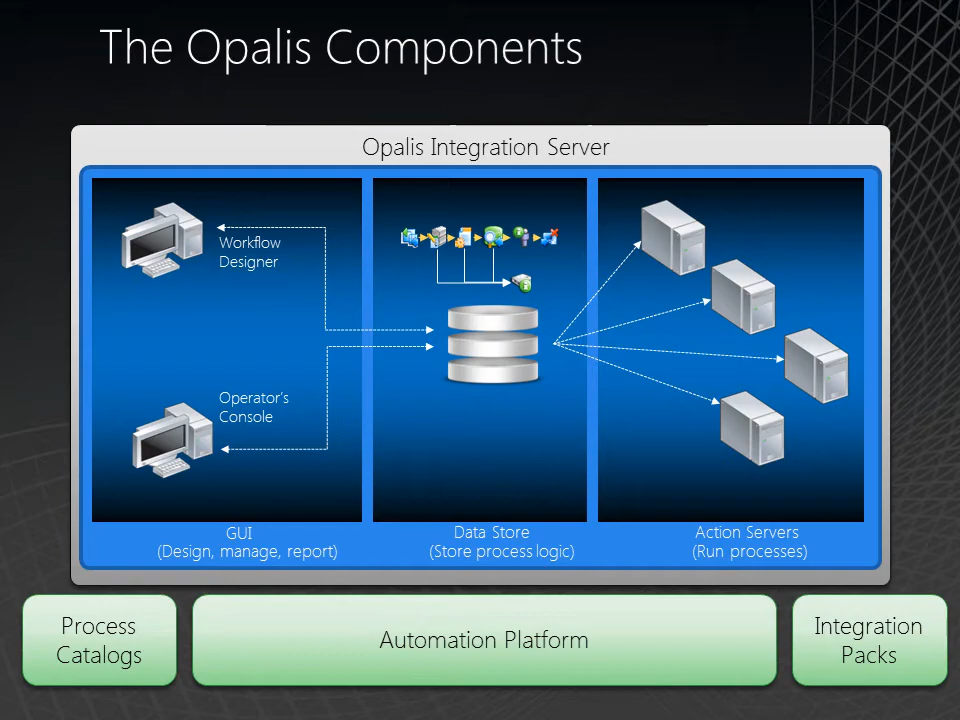 The Opalis Components
Opalis Integration Server
Workflow
Designer
Operator's
Console
GUI
(Design, manage, report)
Data Store
(Store process logic)
Action Servers
(Run processes)
Process
Catalogs
Automation Platform
Integration
Packs